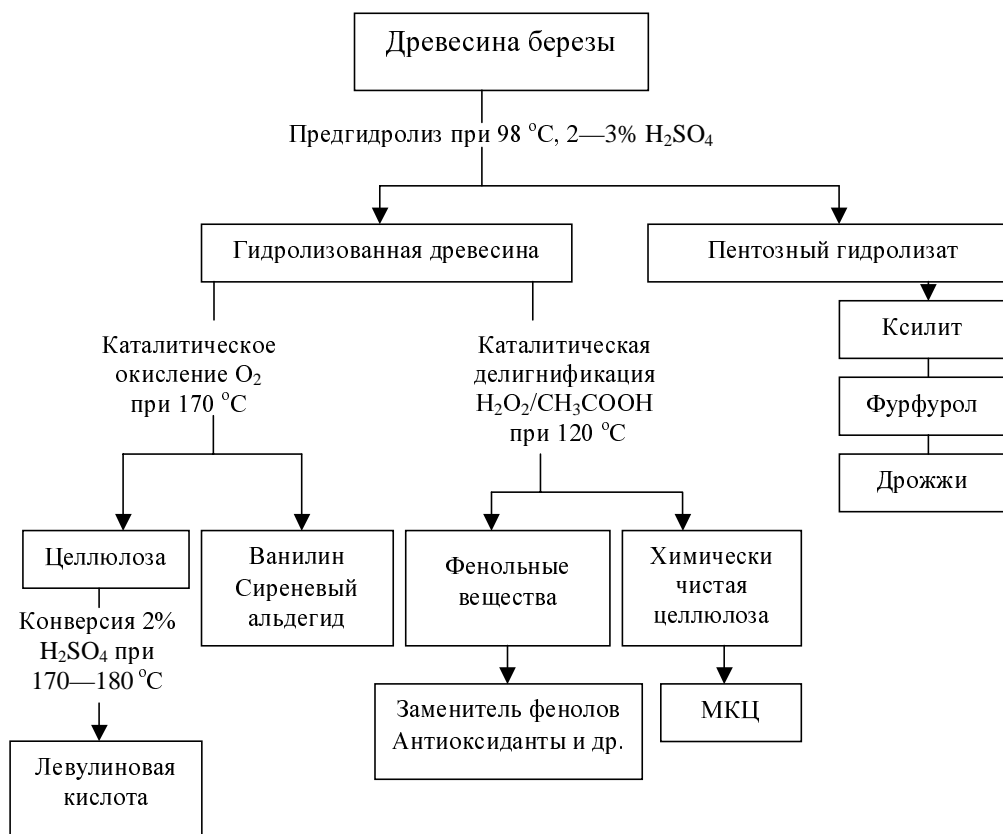 Древесина березы
Предгидролиз при 98 °C, 2—3% H₂SO₄
Гидролизованная древесина
Пентозный гидролизат
Каталитическое
окисление O₂
при 170 °C
Каталитическая
делигнификация
H₂O₂/CH₃COOH
при 120 °C
Ксилит
Фурфурол
Дрожжи
Целлюлоза
Ванилин
Сиреневый
альдегид
Фенольные
вещества
Химически
чистая
целлюлоза
Конверсия 2%
H₂SO₄ при
170—180 °C
Заменитель фенолов
Антиоксиданты и др.
МКЦ
Левулиновая
кислота